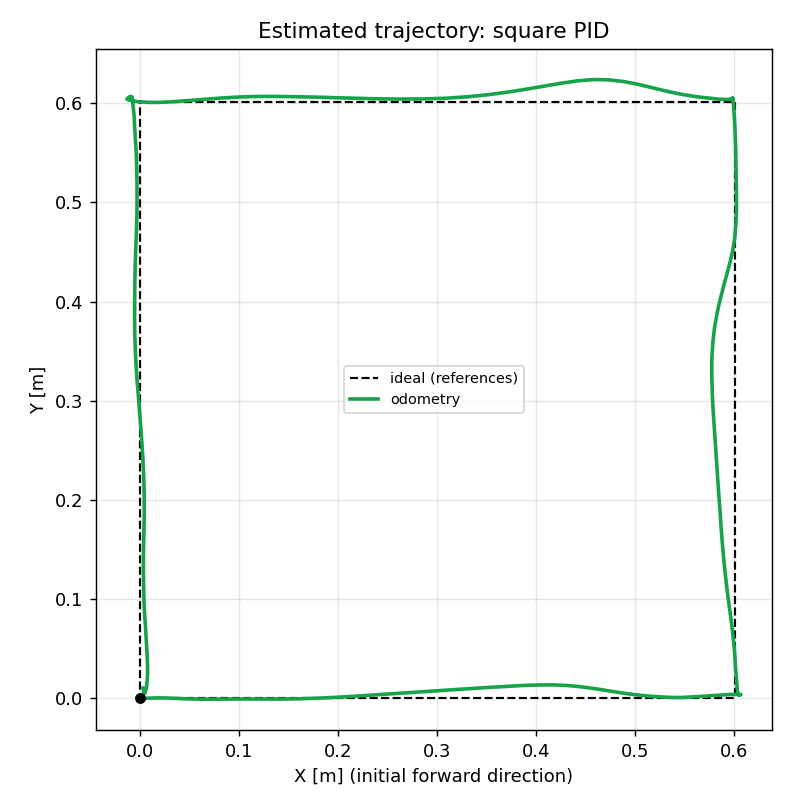 Estimated trajectory: square PID
0.6
0.5
0.4
0.3
0.2
0.1
0.0
Y [m]
ideal (references)
odometry
0.0 0.1 0.2 0.3 0.4 0.5 0.6
X [m] (initial forward direction)